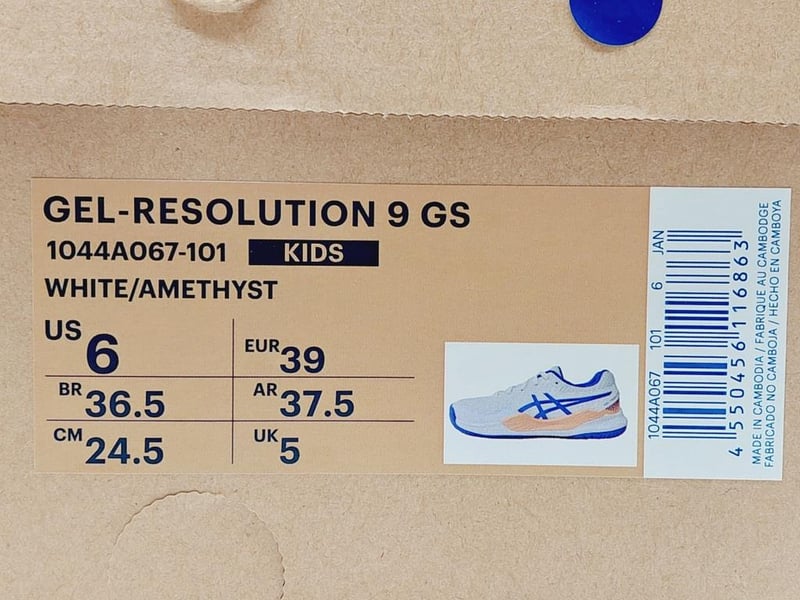 GEL-RESOLUTION 9 GS
1044A067-101 KIDS
WHITE/AMETHYST
US 6
EUR 39
BR 36.5
AR 37.5
CM 24.5
UK 5
1044A067 101 6 JAN
4 550456 116863
MADE IN CAMBODIA / FABRIQUE AU CAMBODGE
FABRICADO NO CAMBOJA / HECHO EN CAMBOYA